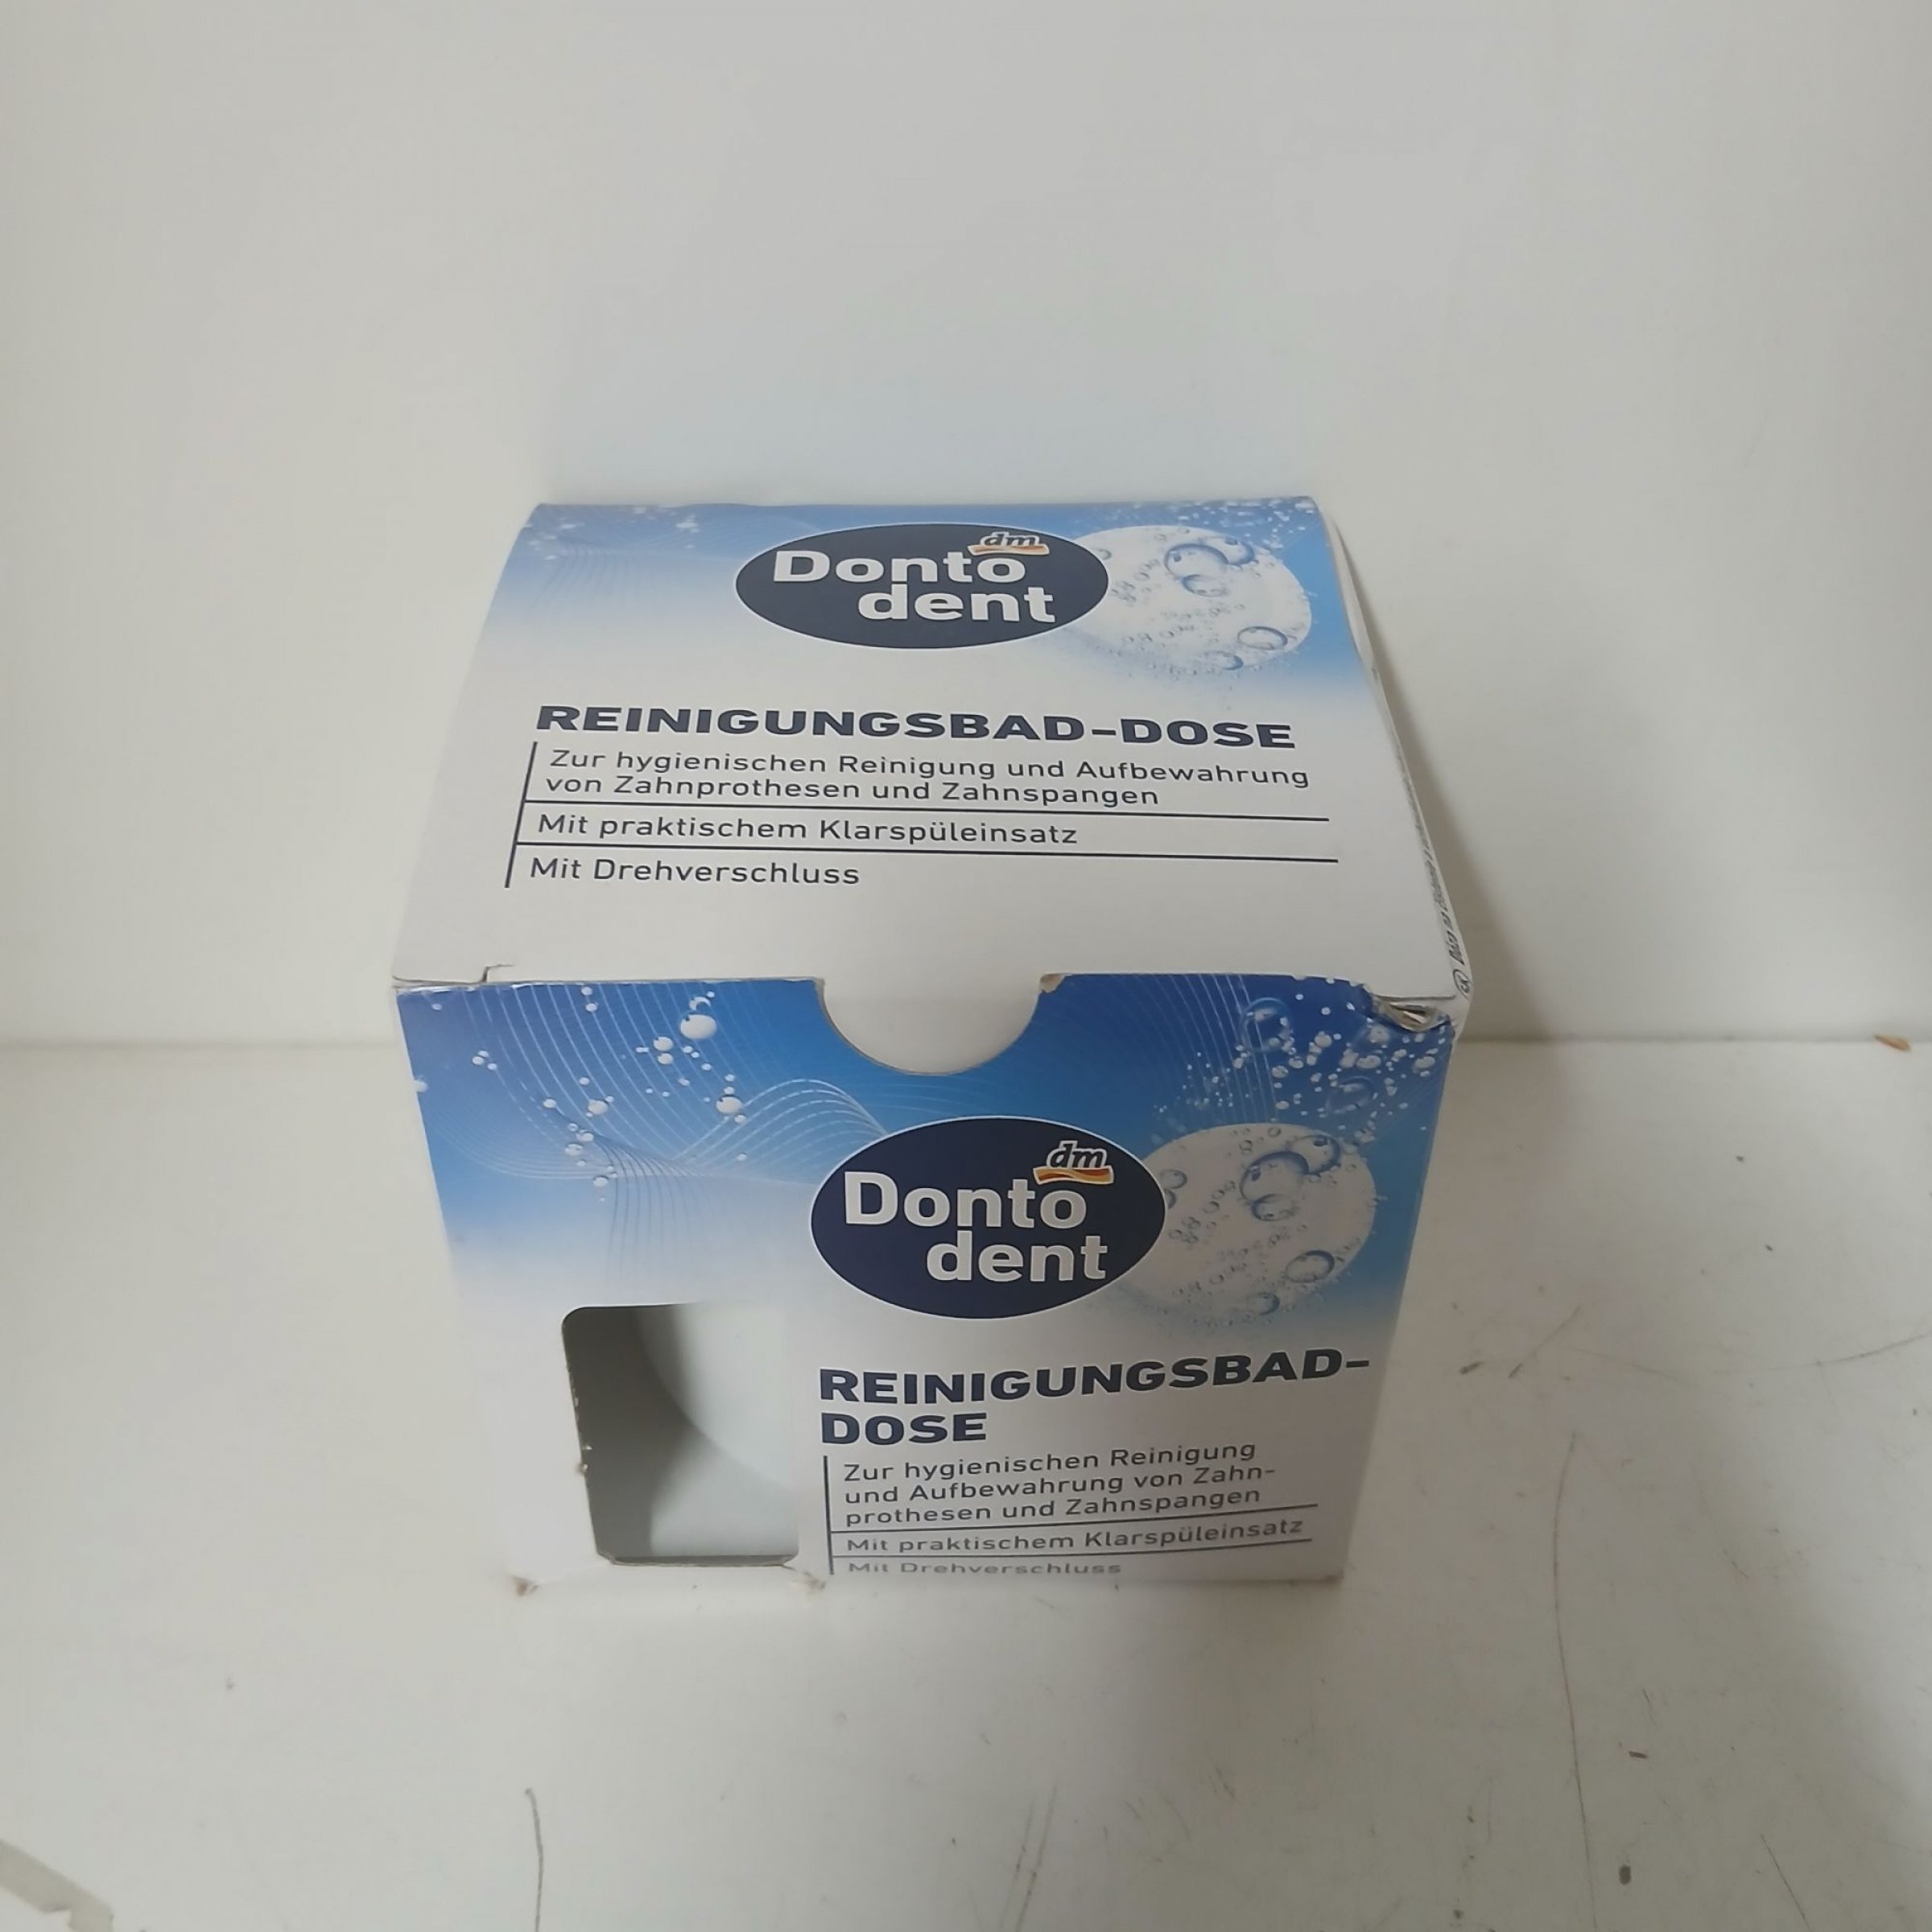 dm
Donto
dent
REINIGUNGSBAD-DOSE
Zur hygienischen Reinigung und Aufbewahrung
von Zahnprothesen und Zahnspangen
Mit praktischem Klarspüleinsatz
Mit Drehverschluss
dm
Donto
dent
REINIGUNGSBAD-
DOSE
Zur hygienischen Reinigung
und Aufbewahrung von Zahn-
prothesen und Zahnspangen
Mit praktischem Klarspüleinsatz
Mit Drehverschluss